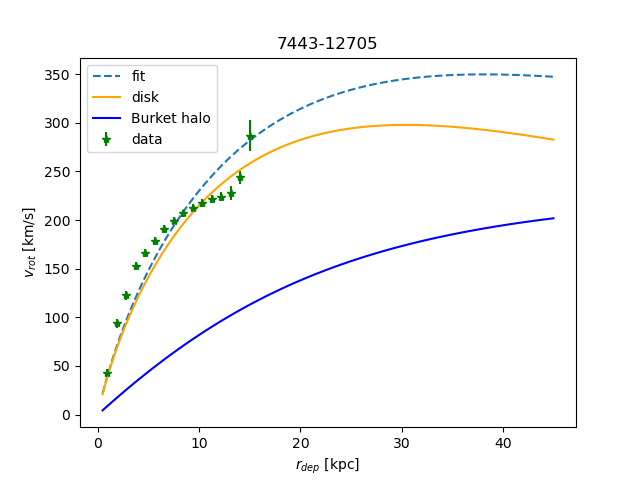 7443-12705
350
300
250
200
150
100
50
0
v_rot [km/s]
fit
disk
Burket halo
data
0 10 20 30 40
r_dep [kpc]